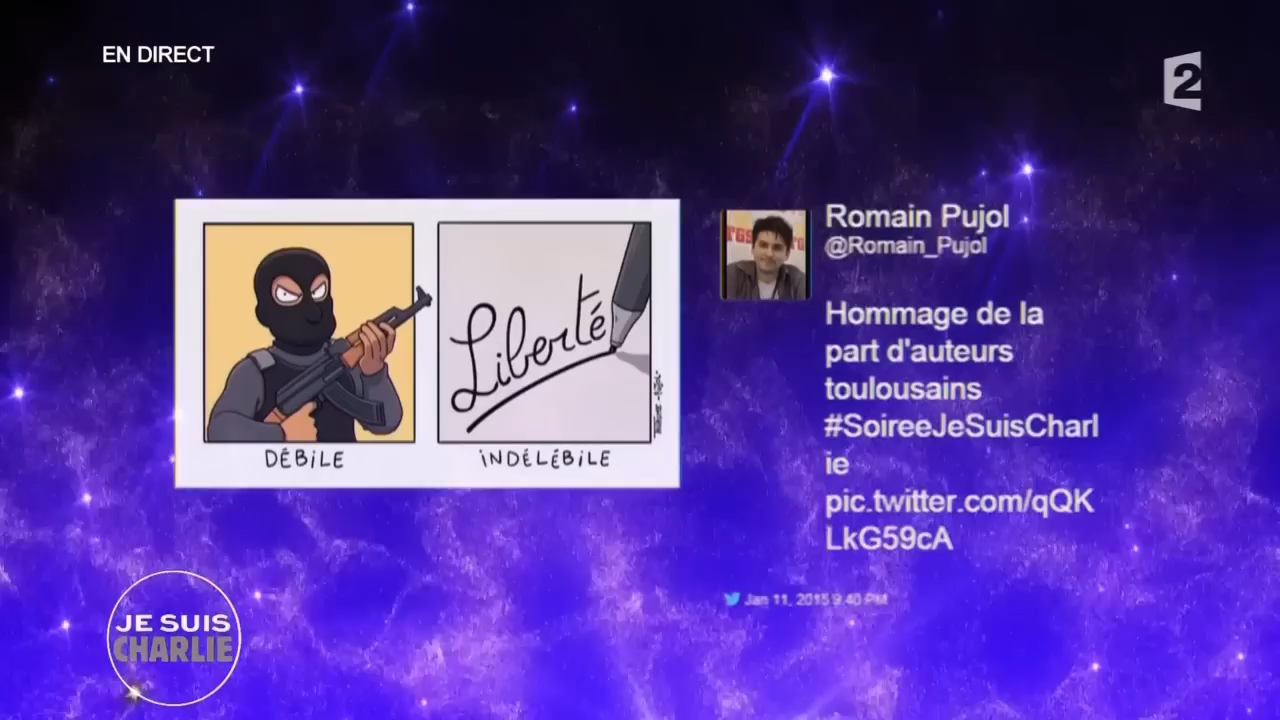 EN DIRECT
2
Romain Pujol
@Romain_Pujol
Liberté
Hommage de la
part d'auteurs
toulousains
#SoireeJeSuisCharl
ie
pic.twitter.com/qQK
LkG59cA
DÉBiLE
iNDÉLÉBiLE
Jan 11, 2015 9:40 PM
JE SUIS
CHARLIE